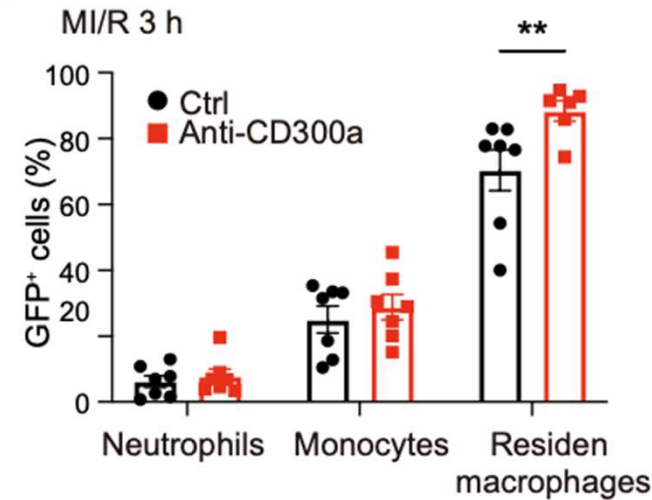 MI/R 3 h
**
100
80
60
40
20
0
GFP+ cells (%)
Ctrl
Anti-CD300a
Neutrophils
Monocytes
Residen
macrophages